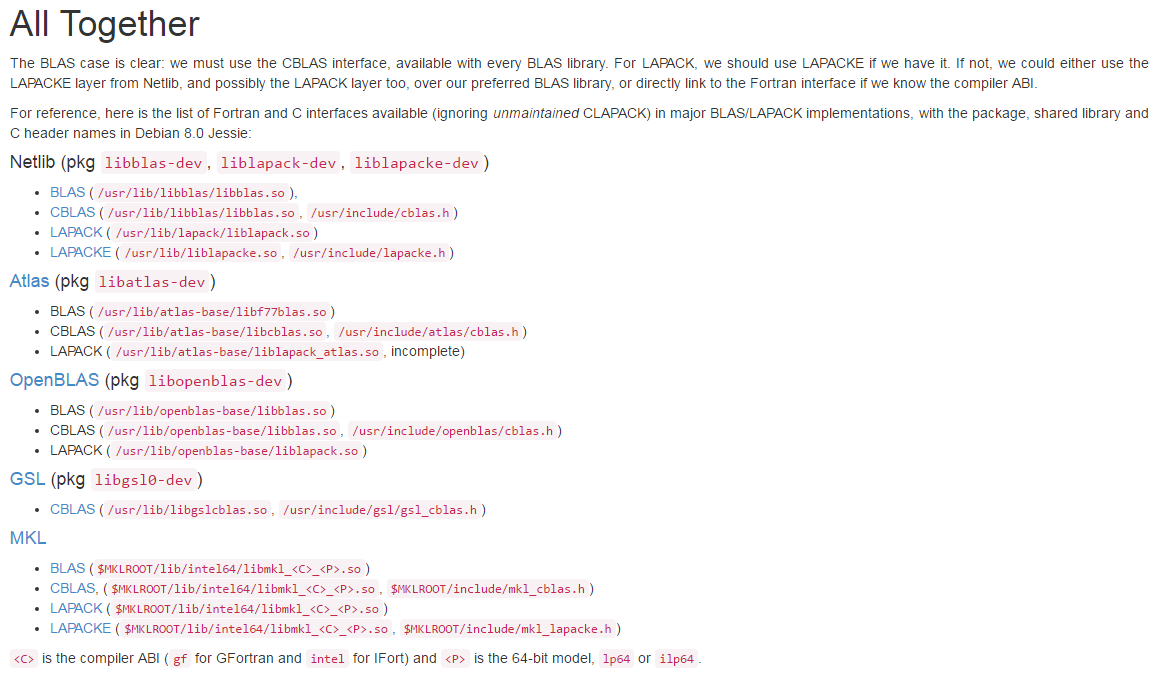 All Together
The BLAS case is clear: we must use the CBLAS interface, available with every BLAS library. For LAPACK, we should use LAPACKE if we have it. If not, we could either use the
LAPACKE layer from Netlib, and possibly the LAPACK layer too, over our preferred BLAS library, or directly link to the Fortran interface if we know the compiler ABI.
For reference, here is the list of Fortran and C interfaces available (ignoring unmaintained CLAPACK) in major BLAS/LAPACK implementations, with the package, shared library and
C header names in Debian 8.0 Jessie:
Netlib (pkg libblas-dev, liblapack-dev, liblapacke-dev)
• BLAS (/usr/lib/libblas/libblas.so),
• CBLAS (/usr/lib/libblas/libblas.so, /usr/include/cblas.h)
• LAPACK (/usr/lib/lapack/liblapack.so)
• LAPACKE (/usr/lib/liblapacke.so, /usr/include/lapacke.h)
Atlas (pkg libatlas-dev)
• BLAS (/usr/lib/atlas-base/libf77blas.so)
• CBLAS (/usr/lib/atlas-base/libcblas.so, /usr/include/atlas/cblas.h)
• LAPACK (/usr/lib/atlas-base/liblapack_atlas.so, incomplete)
OpenBLAS (pkg libopenblas-dev)
• BLAS (/usr/lib/openblas-base/libblas.so)
• CBLAS (/usr/lib/openblas-base/libblas.so, /usr/include/openblas/cblas.h)
• LAPACK (/usr/lib/openblas-base/liblapack.so)
GSL (pkg libgsl0-dev)
• CBLAS (/usr/lib/libgslcblas.so, /usr/include/gsl/gsl_cblas.h)
MKL
• BLAS ($MKLROOT/lib/intel64/libmkl_<C>_<P>.so)
• CBLAS, ($MKLROOT/lib/intel64/libmkl_<C>_<P>.so, $MKLROOT/include/mkl_cblas.h)
• LAPACK ($MKLROOT/lib/intel64/libmkl_<C>_<P>.so)
• LAPACKE ($MKLROOT/lib/intel64/libmkl_<C>_<P>.so, $MKLROOT/include/mkl_lapacke.h)
<C> is the compiler ABI (gf for GFortran and intel for IFort) and <P> is the 64-bit model, lp64 or ilp64.